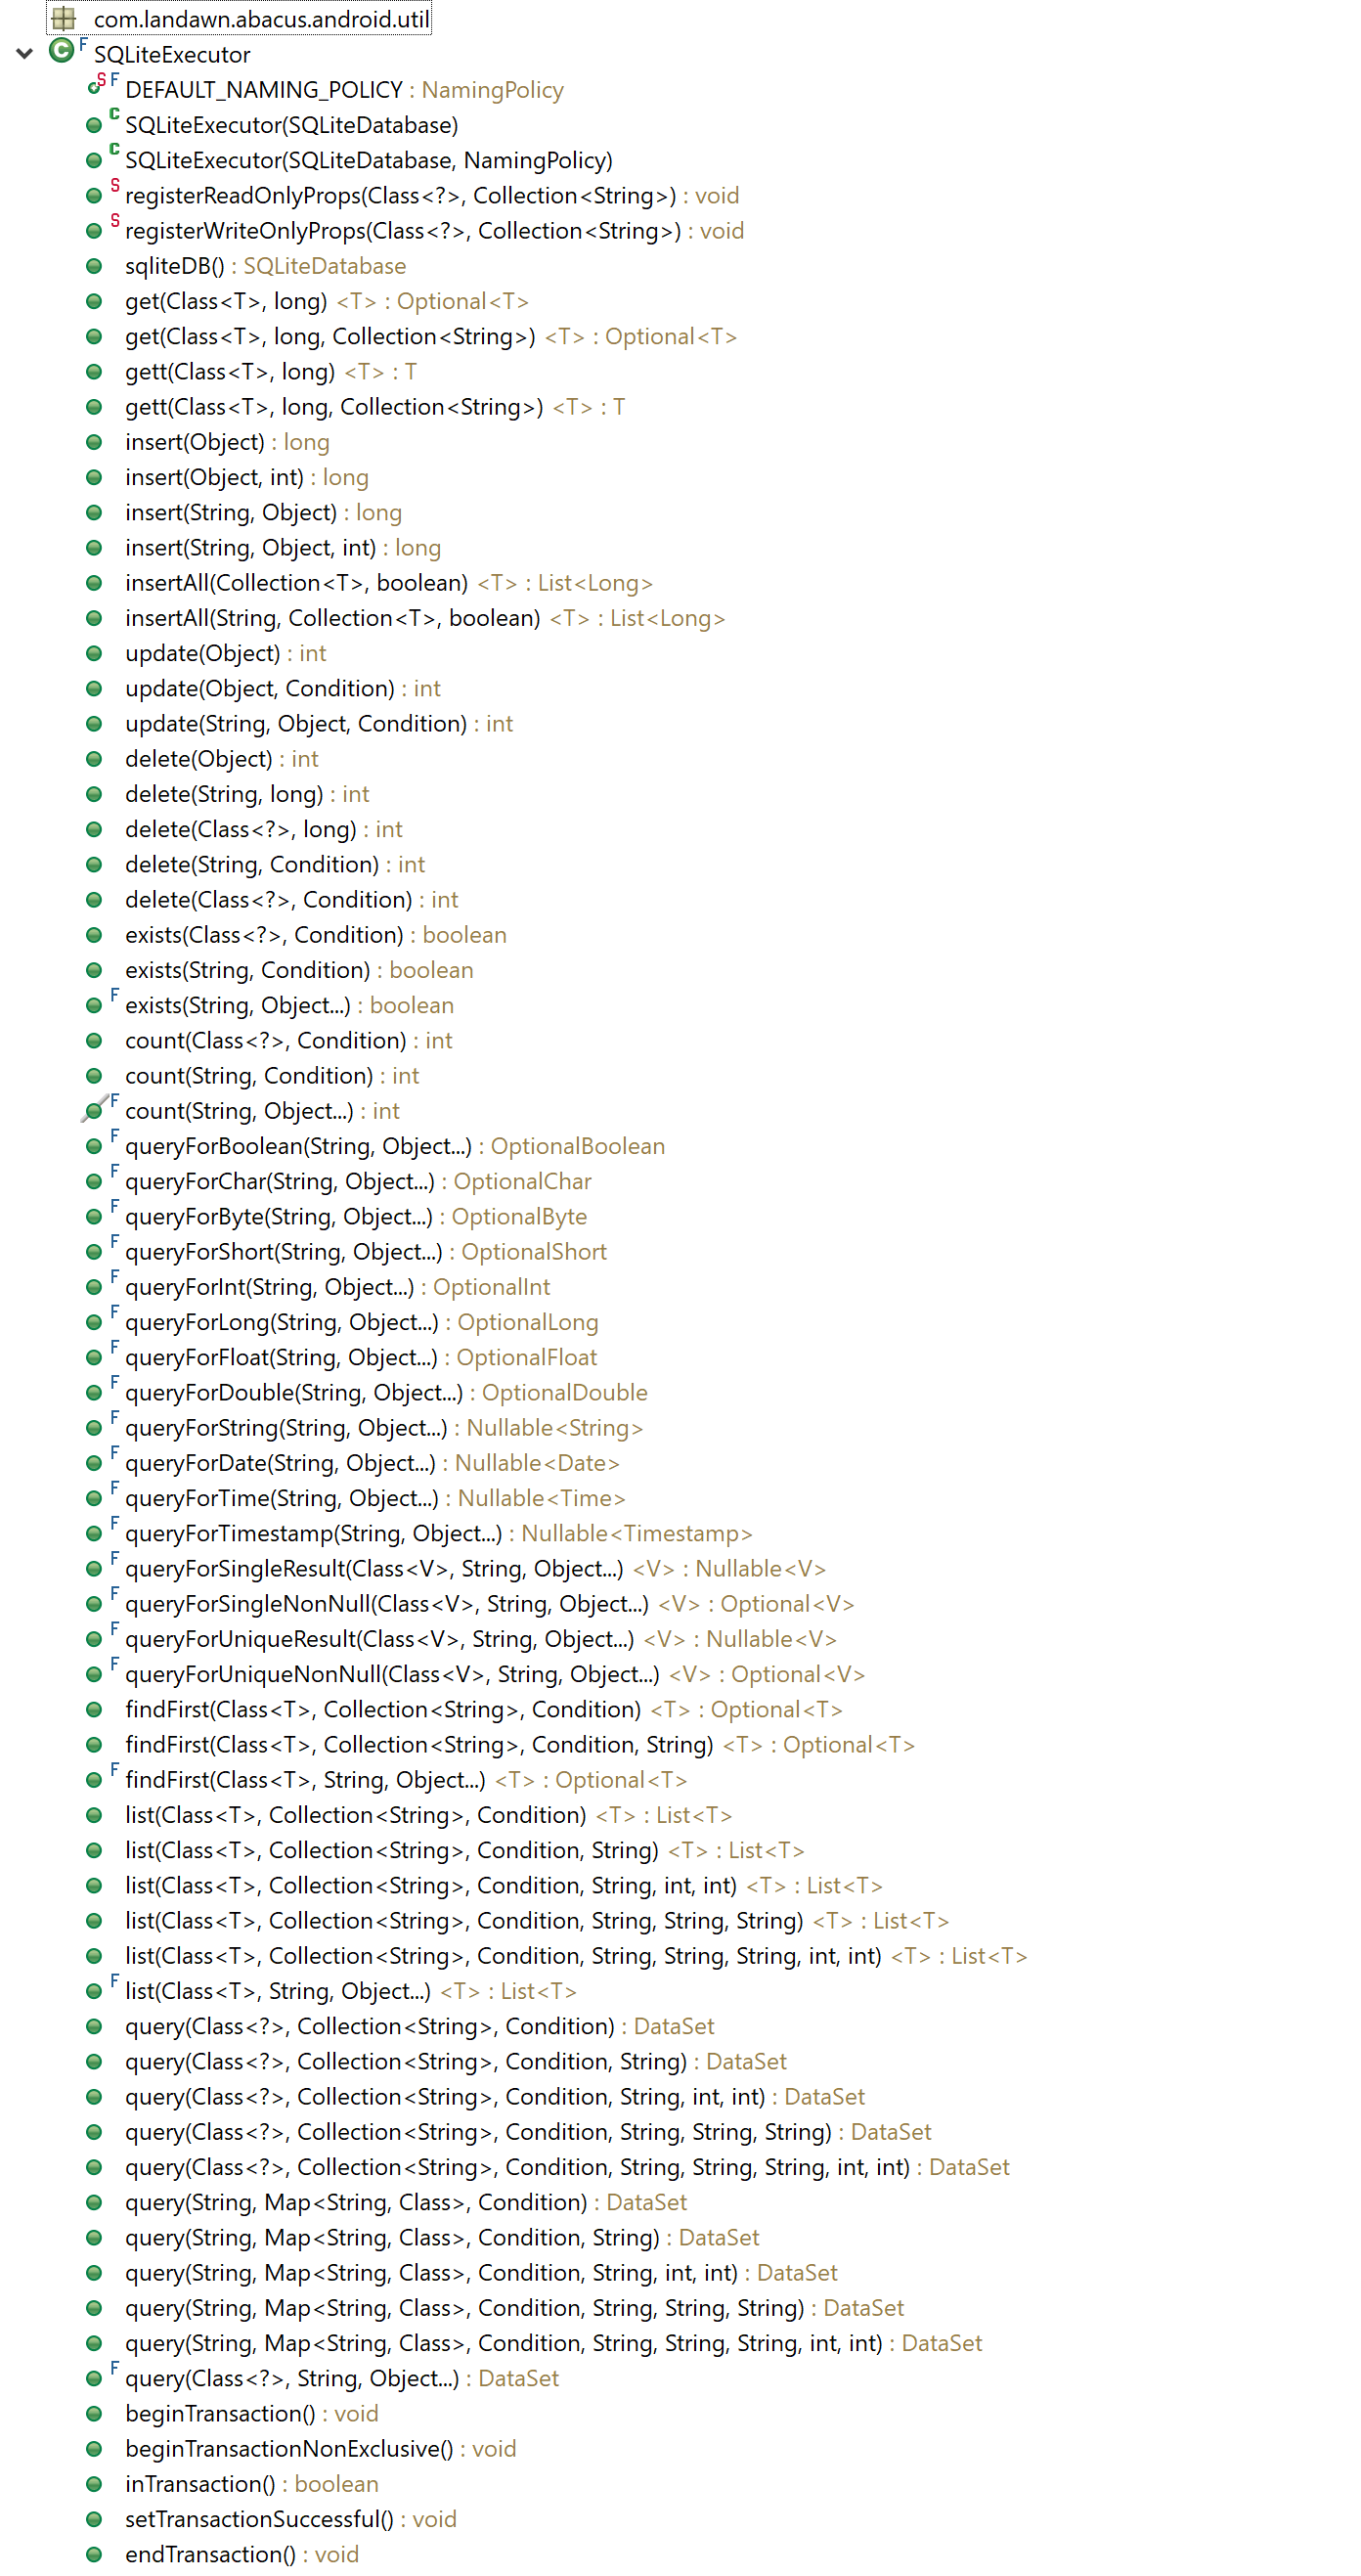 com.landawn.abacus.android.util
SQLiteExecutor
DEFAULT_NAMING_POLICY : NamingPolicy
SQLiteExecutor(SQLiteDatabase)
SQLiteExecutor(SQLiteDatabase, NamingPolicy)
registerReadOnlyProps(Class<?>, Collection<String>) : void
registerWriteOnlyProps(Class<?>, Collection<String>) : void
sqliteDB() : SQLiteDatabase
get(Class<T>, long) <T> : Optional<T>
get(Class<T>, long, Collection<String>) <T> : Optional<T>
gett(Class<T>, long) <T> : T
gett(Class<T>, long, Collection<String>) <T> : T
insert(Object) : long
insert(Object, int) : long
insert(String, Object) : long
insert(String, Object, int) : long
insertAll(Collection<T>, boolean) <T> : List<Long>
insertAll(String, Collection<T>, boolean) <T> : List<Long>
update(Object) : int
update(Object, Condition) : int
update(String, Object, Condition) : int
delete(Object) : int
delete(String, long) : int
delete(Class<?>, long) : int
delete(String, Condition) : int
delete(Class<?>, Condition) : int
exists(Class<?>, Condition) : boolean
exists(String, Condition) : boolean
exists(String, Object...) : boolean
count(Class<?>, Condition) : int
count(String, Condition) : int
count(String, Object...) : int
queryForBoolean(String, Object...) : OptionalBoolean
queryForChar(String, Object...) : OptionalChar
queryForByte(String, Object...) : OptionalByte
queryForShort(String, Object...) : OptionalShort
queryForInt(String, Object...) : OptionalInt
queryForLong(String, Object...) : OptionalLong
queryForFloat(String, Object...) : OptionalFloat
queryForDouble(String, Object...) : OptionalDouble
queryForString(String, Object...) : Nullable<String>
queryForDate(String, Object...) : Nullable<Date>
queryForTime(String, Object...) : Nullable<Time>
queryForTimestamp(String, Object...) : Nullable<Timestamp>
queryForSingleResult(Class<V>, String, Object...) <V> : Nullable<V>
queryForSingleNonNull(Class<V>, String, Object...) <V> : Optional<V>
queryForUniqueResult(Class<V>, String, Object...) <V> : Nullable<V>
queryForUniqueNonNull(Class<V>, String, Object...) <V> : Optional<V>
findFirst(Class<T>, Collection<String>, Condition) <T> : Optional<T>
findFirst(Class<T>, Collection<String>, Condition, String) <T> : Optional<T>
findFirst(Class<T>, String, Object...) <T> : Optional<T>
list(Class<T>, Collection<String>, Condition) <T> : List<T>
list(Class<T>, Collection<String>, Condition, String) <T> : List<T>
list(Class<T>, Collection<String>, Condition, String, int, int) <T> : List<T>
list(Class<T>, Collection<String>, Condition, String, String, String) <T> : List<T>
list(Class<T>, Collection<String>, Condition, String, String, String, int, int) <T> : List<T>
list(Class<T>, String, Object...) <T> : List<T>
query(Class<?>, Collection<String>, Condition) : DataSet
query(Class<?>, Collection<String>, Condition, String) : DataSet
query(Class<?>, Collection<String>, Condition, String, int, int) : DataSet
query(Class<?>, Collection<String>, Condition, String, String, String) : DataSet
query(Class<?>, Collection<String>, Condition, String, String, String, int, int) : DataSet
query(String, Map<String, Class>, Condition) : DataSet
query(String, Map<String, Class>, Condition, String) : DataSet
query(String, Map<String, Class>, Condition, String, int, int) : DataSet
query(String, Map<String, Class>, Condition, String, String, String) : DataSet
query(String, Map<String, Class>, Condition, String, String, String, int, int) : DataSet
query(Class<?>, String, Object...) : DataSet
beginTransaction() : void
beginTransactionNonExclusive() : void
inTransaction() : boolean
setTransactionSuccessful() : void
endTransaction() : void